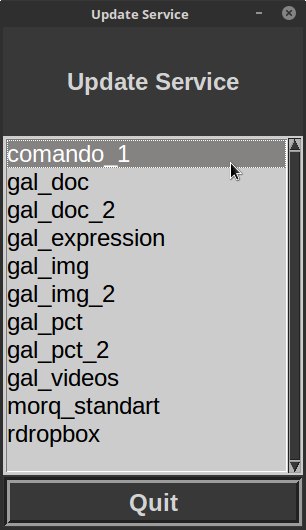 Update Service
Update Service
comando_1
gal_doc
gal_doc_2
gal_expression
gal_img
gal_img_2
gal_pct
gal_pct_2
gal_videos
morq_standart
rdropbox
Quit